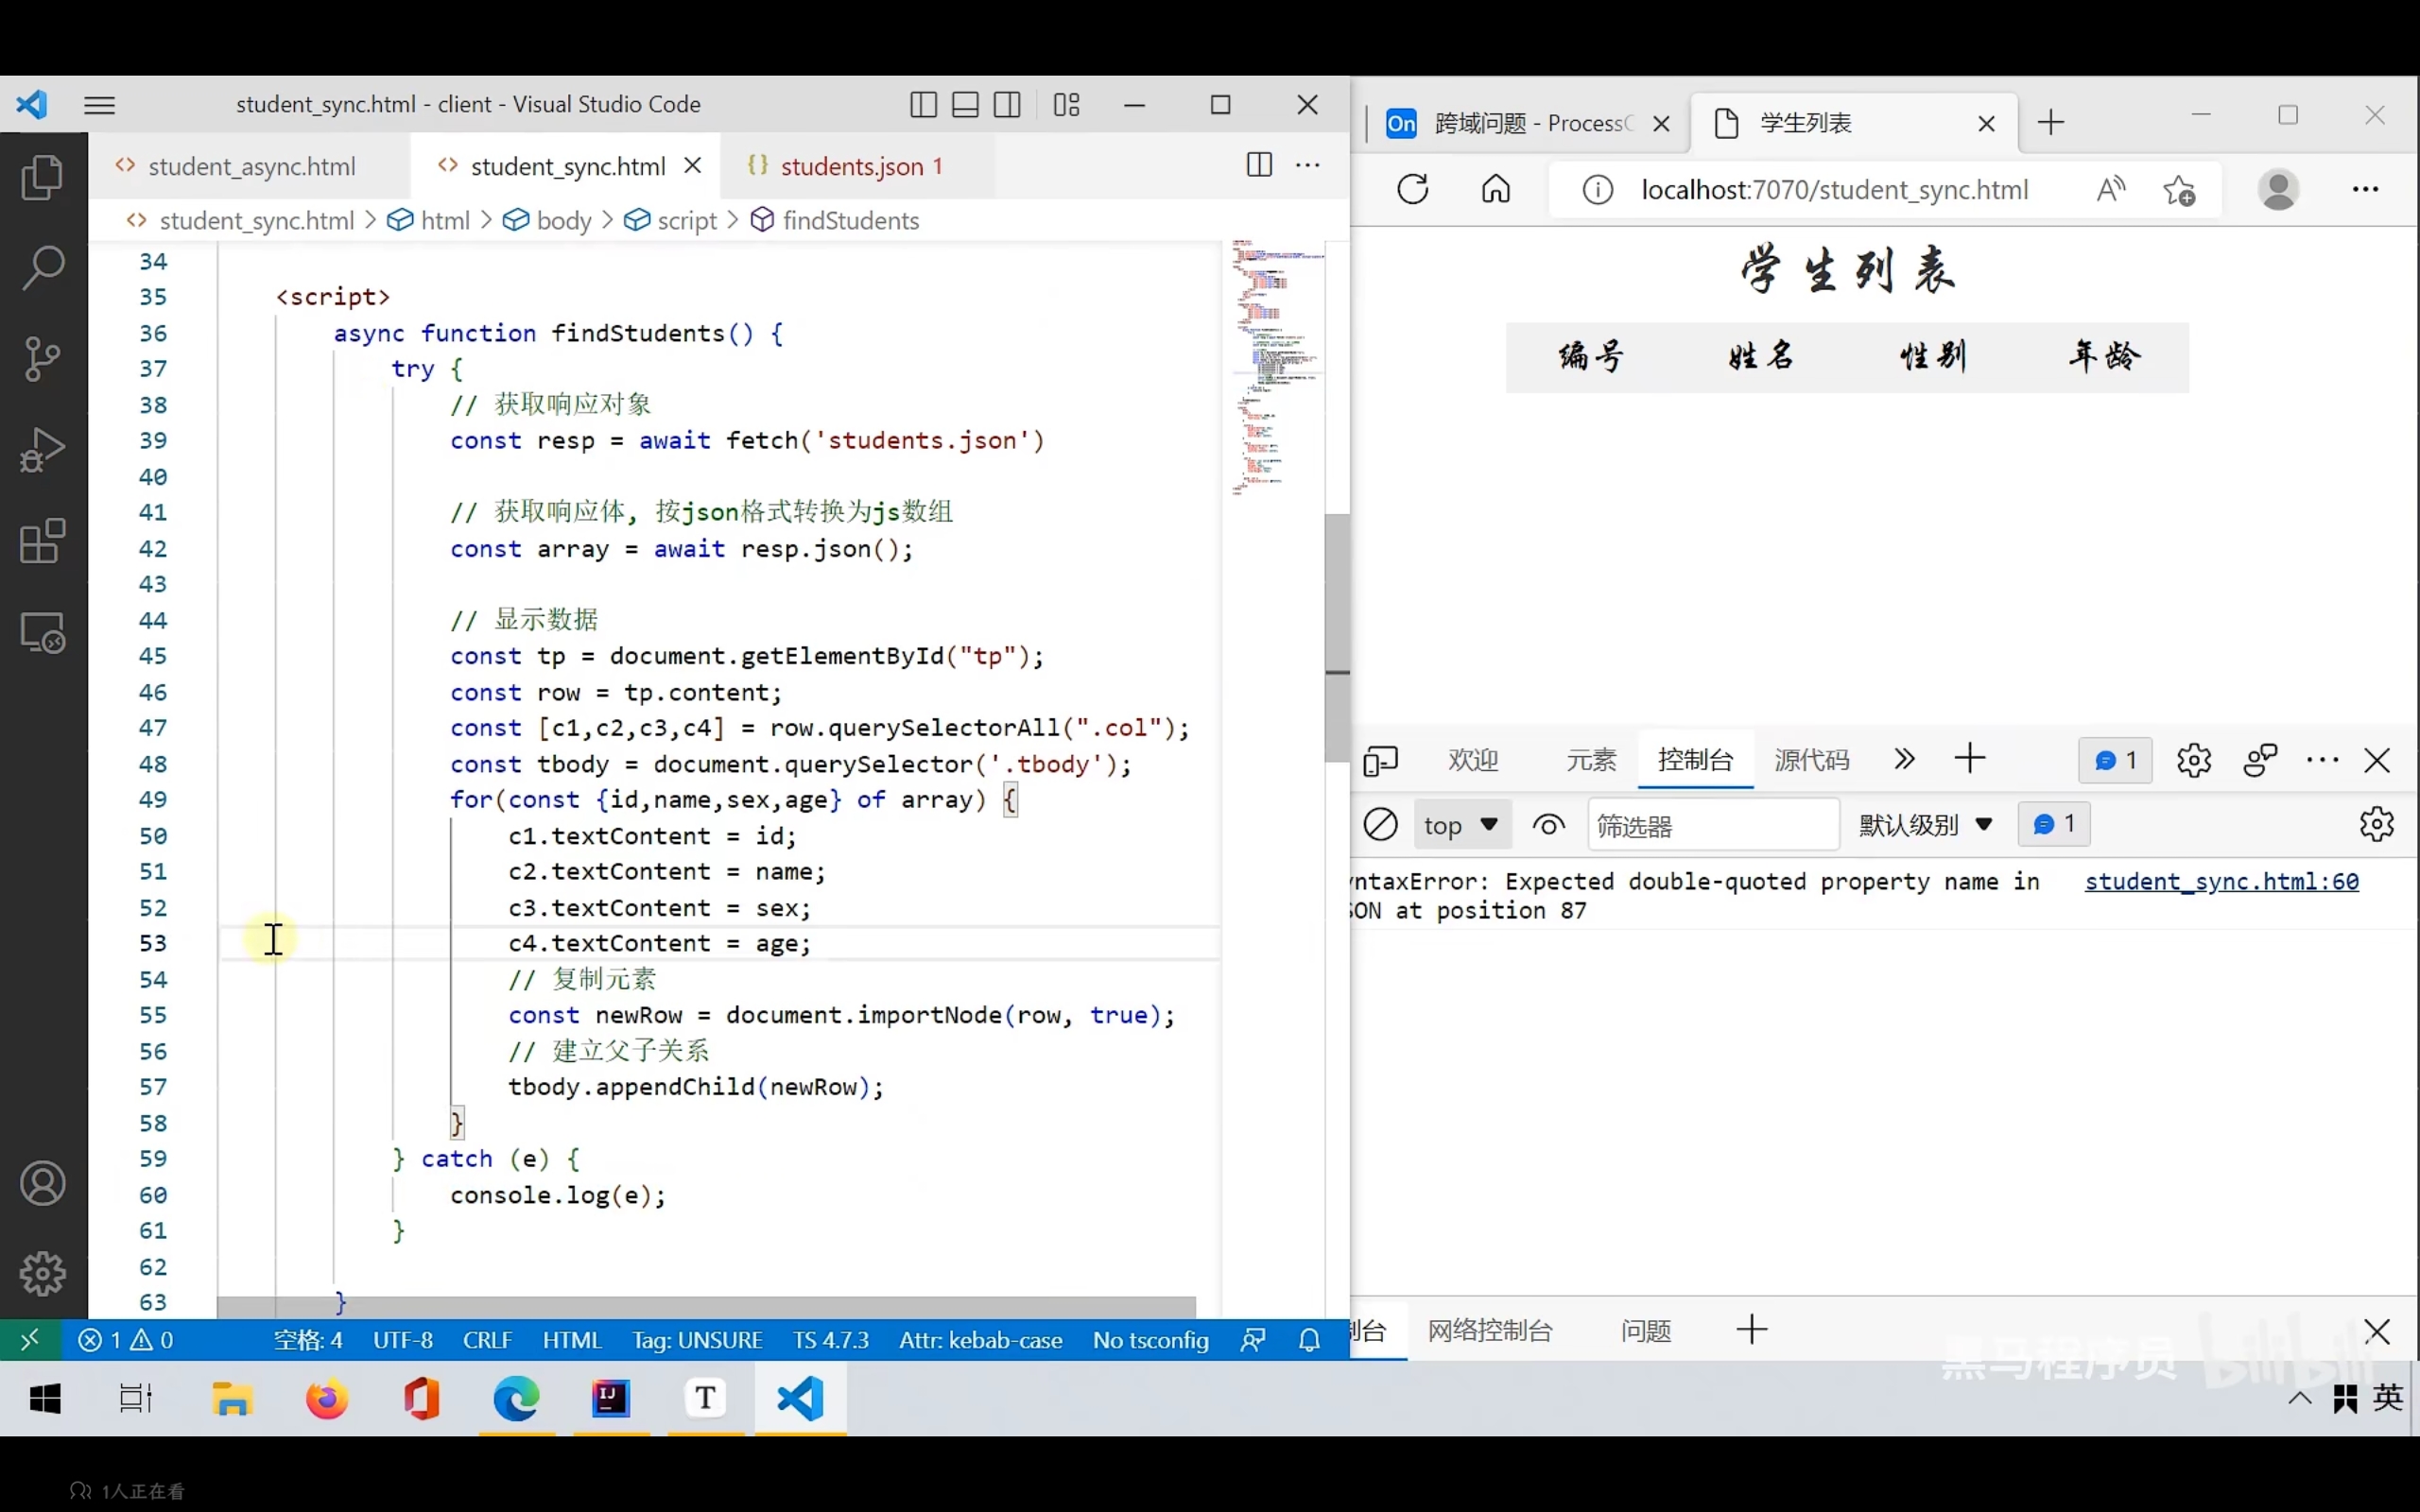 student_sync.html - client - Visual Studio Code
student_async.html
student_sync.html
students.json 1
student_sync.html > html > body > script > findStudents
34
35 <script>
36 async function findStudents() {
37 try {
38 // 获取响应对象
39 const resp = await fetch('students.json')
40
41 // 获取响应体, 按json格式转换为js数组
42 const array = await resp.json();
43
44 // 显示数据
45 const tp = document.getElementById("tp");
46 const row = tp.content;
47 const [c1,c2,c3,c4] = row.querySelectorAll(".col");
48 const tbody = document.querySelector('.tbody');
49 for(const {id,name,sex,age} of array) {
50 c1.textContent = id;
51 c2.textContent = name;
52 c3.textContent = sex;
53 c4.textContent = age;
54 // 复制元素
55 const newRow = document.importNode(row, true);
56 // 建立父子关系
57 tbody.appendChild(newRow);
58 }
59 } catch (e) {
60 console.log(e);
61 }
62
63 }
1 0 空格: 4 UTF-8 CRLF HTML Tag: UNSURE TS 4.7.3 Attr: kebab-case No tsconfig
On 跨域问题 - Process
学生列表
localhost:7070/student_sync.html
学生列表
编号 姓名 性别 年龄
欢迎 元素 控制台 源代码 1
top 筛选器 默认级别 1
yntaxError: Expected double-quoted property name in student_sync.html:60
SON at position 87
制台 网络控制台 问题
黑马程序员 bilibili
IJ T 英
1人正在看